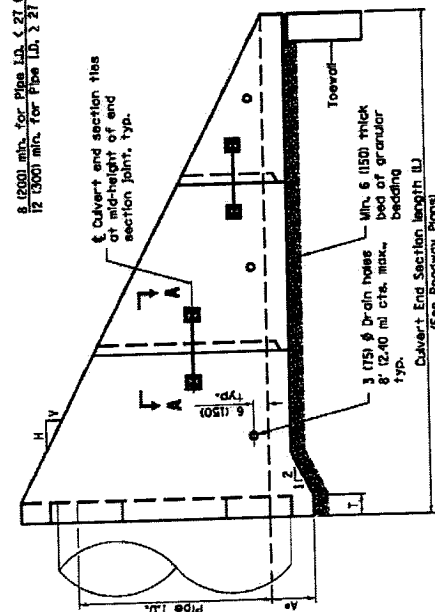 8 (200) min. for Pipe I.D. < 27
12 (300) min. for Pipe I.D. ≥ 27
℄ Culvert end section ties
at mid-height of end
section joint, typ.
A
A
H
V
6 (150)
typ.
Pipe I.D.
1
2
T
3 (75) ϕ Drain holes
8' (2.40 m) cts. max.,
typ.
Min. 6 (150) thick
bed of granular
bedding
Toewall
Culvert End Section length (L)
(See Roadway Plans)